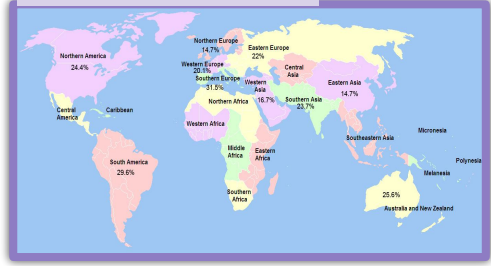 Northern Europe
14.7%
Eastern Europe
22%
Northern America
24.4%
Western Europe
20.1%
Central
Asia
Southern Europe
31.5%
Western
Asia
16.7%
Eastern Asia
14.7%
Southern Asia
23.7%
Northern Africa
Central
America
Caribbean
Western Africa
Micronesia
Southeastern Asia
Middle
Africa
Eastern
Africa
Polynesia
South America
29.6%
Melanesia
Southern
Africa
25.6%
Australia and New Zealand